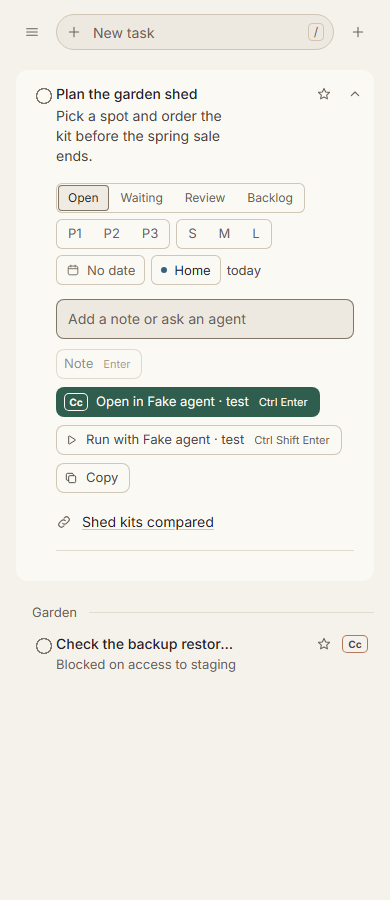 New task /
Plan the garden shed
Pick a spot and order the
kit before the spring sale
ends.
Open Waiting Review Backlog
P1 P2 P3 S M L
No date Home today
Add a note or ask an agent
Note Enter
Cc Open in Fake agent · test Ctrl Enter
Run with Fake agent · test Ctrl Shift Enter
Copy
Shed kits compared
Garden
Check the backup restor... Cc
Blocked on access to staging